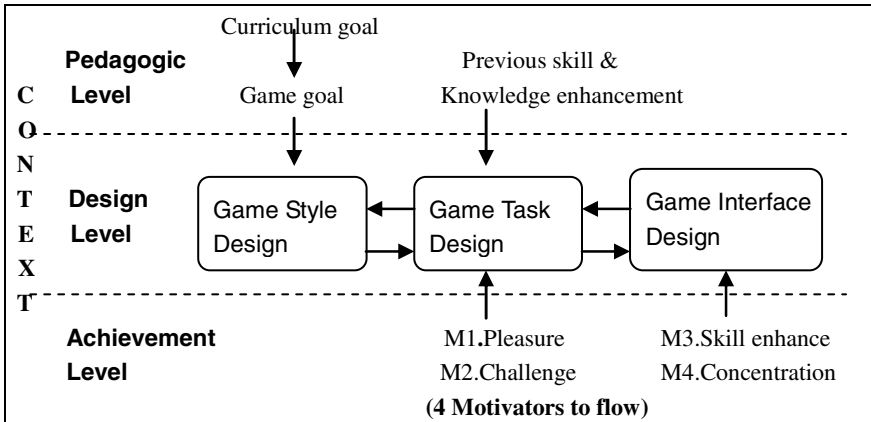 CONTEXT
Pedagogic
Level
Curriculum goal
Game goal
Previous skill &
Knowledge enhancement
Design
Level
Game Style
Design
Game Task
Design
Game Interface
Design
Achievement
Level
M1.Pleasure
M2.Challenge
M3.Skill enhance
M4.Concentration
(4 Motivators to flow)